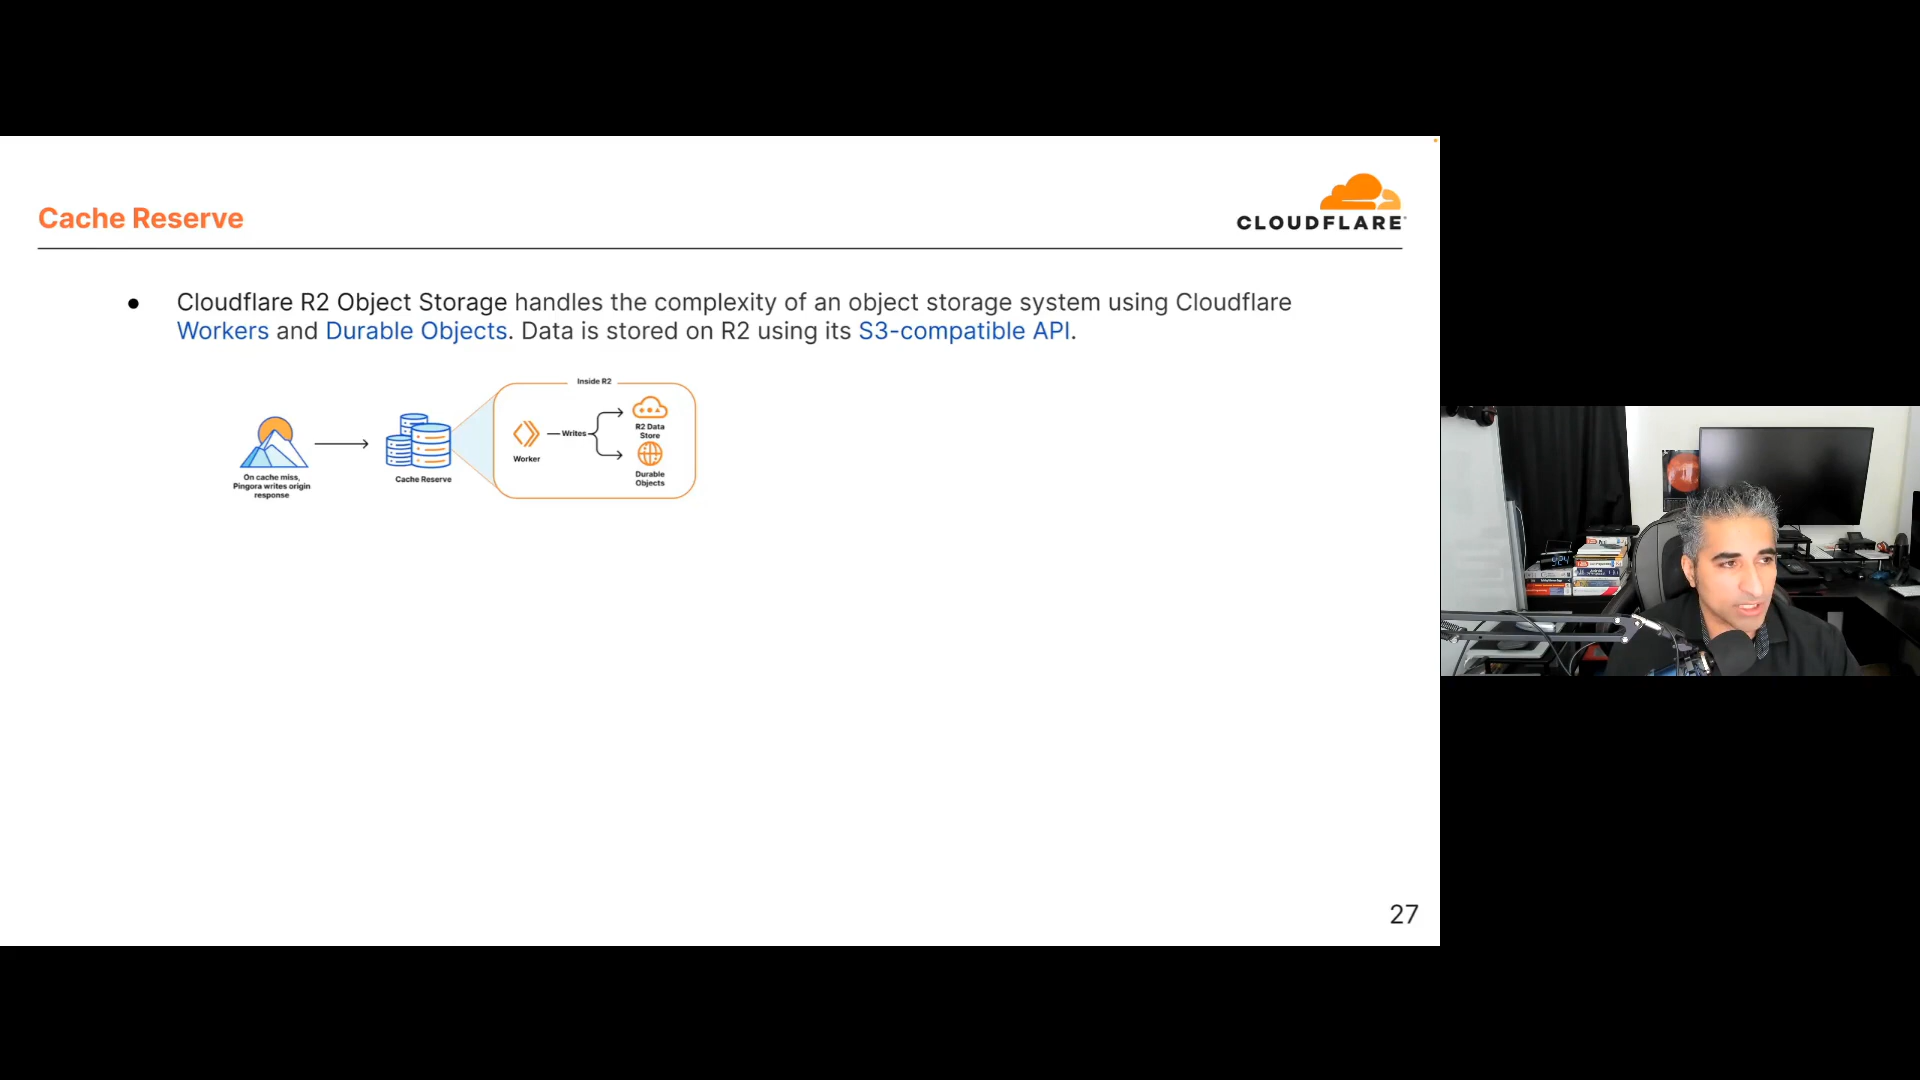 Cache Reserve
CLOUDFLARE
● Cloudflare R2 Object Storage handles the complexity of an object storage system using Cloudflare
Workers and Durable Objects. Data is stored on R2 using its S3-compatible API.
Inside R2
On cache miss,
Pingora writes origin
response
Cache Reserve
Worker
Writes
R2 Data
Store
Durable
Objects
27